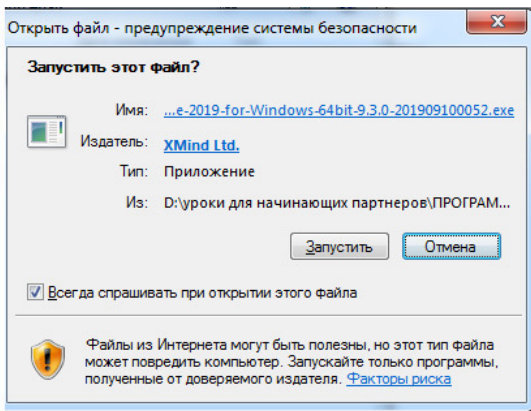 Открыть файл - предупреждение системы безопасности
Запустить этот файл?
Имя: ...e-2019-for-Windows-64bit-9.3.0-201909100052.exe
Издатель: XMind Ltd.
Тип: Приложение
Из: D:\уроки для начинающих партнеров\ПРОГРАМ...
Запустить Отмена
Всегда спрашивать при открытии этого файла
Файлы из Интернета могут быть полезны, но этот тип файла
может повредить компьютер. Запускайте только программы,
полученные от доверяемого издателя. Факторы риска